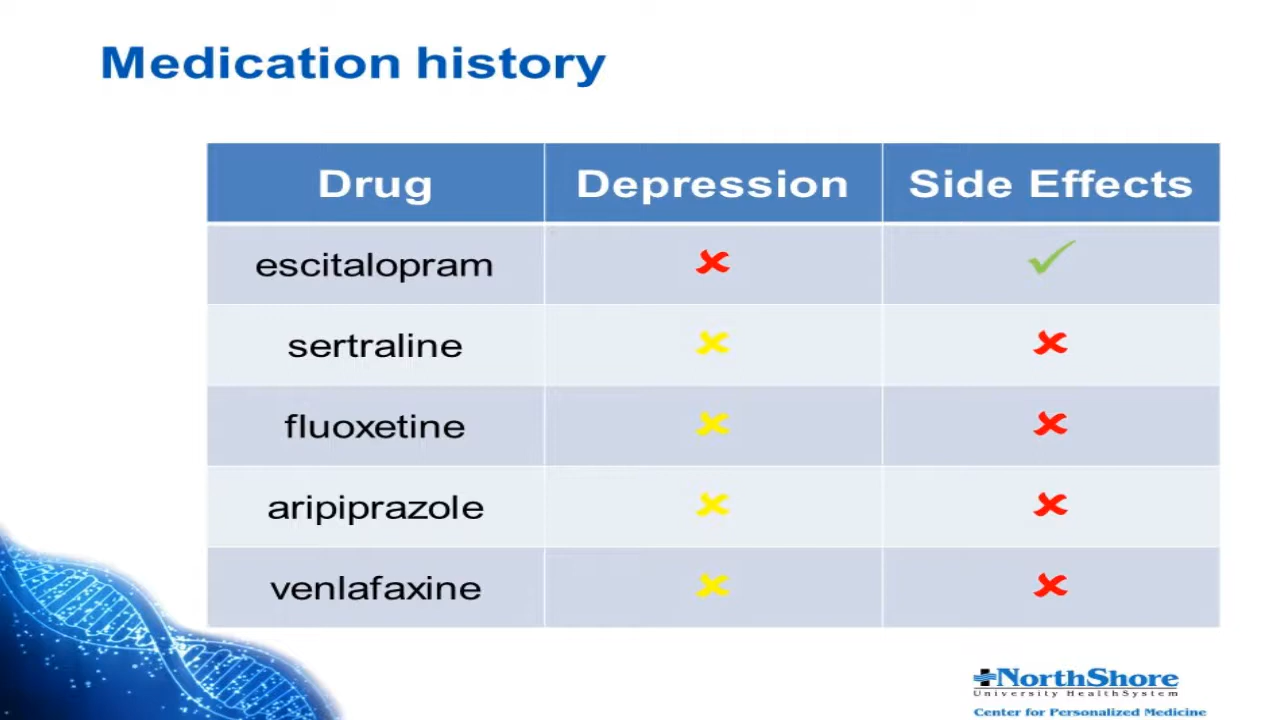 Medication history
Drug Depression Side Effects
escitalopram ✘ ✓
sertraline ✘ ✘
fluoxetine ✘ ✘
aripiprazole ✘ ✘
venlafaxine ✘ ✘
NorthShore
University HealthSystem
Center for Personalized Medicine